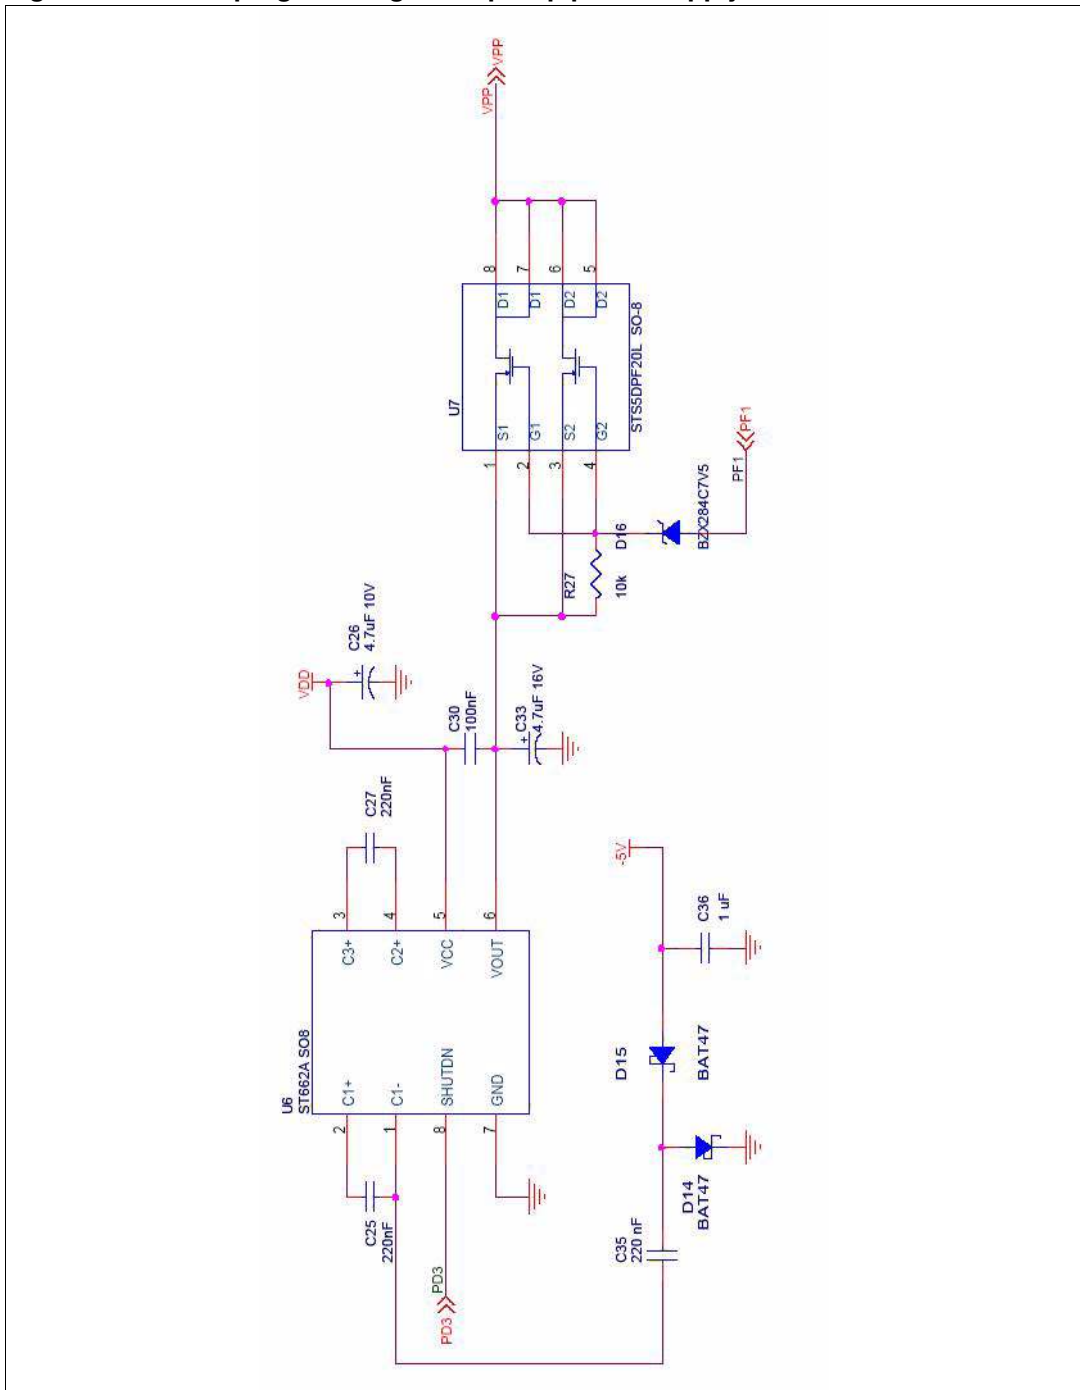 U6
ST662A SO8
C25
220nF
2
1
8
7
C1+
C1-
SHUTDN
GND
C3+
C2+
VCC
VOUT
3
4
5
6
PD3
PD3
C27
220nF
VDD
C26
4.7uF 10V
C30
100nF
C33
4.7uF 16V
R27
10k
U7
1
2
3
4
S1
G1
S2
G2
D1
D1
D2
D2
8
7
6
5
STS5DPF20L SO-8
VPP
VPP
D16
BZX284C7V5
PF1
PF1
C35
220 nF
D14
BAT47
D15
BAT47
-5V
C36
1 uF